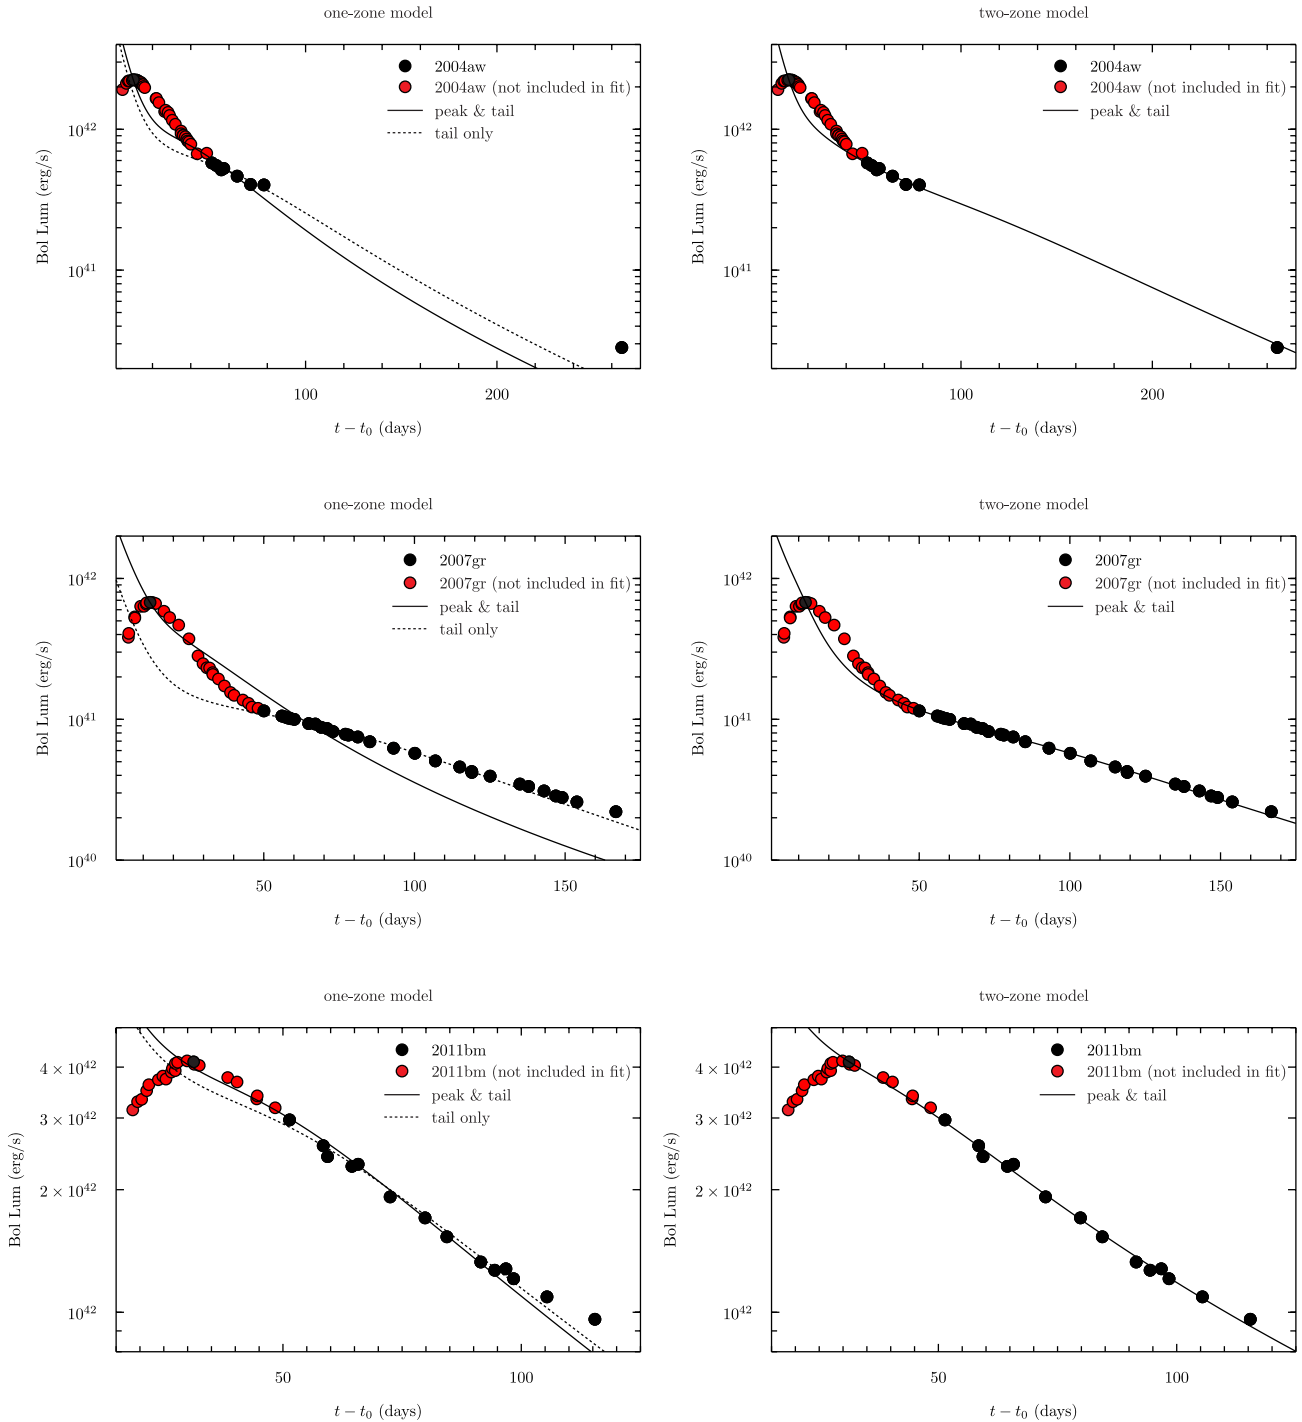 one-zone model
2004aw
2004aw (not included in fit)
peak & tail
tail only
10^42
10^41
Bol Lum (erg/s)
100 200
t − t_0 (days)
two-zone model
2004aw
2004aw (not included in fit)
peak & tail
10^42
10^41
Bol Lum (erg/s)
100 200
t − t_0 (days)
one-zone model
2007gr
2007gr (not included in fit)
peak & tail
tail only
10^42
10^41
10^40
Bol Lum (erg/s)
50 100 150
t − t_0 (days)
two-zone model
2007gr
2007gr (not included in fit)
peak & tail
10^42
10^41
10^40
Bol Lum (erg/s)
50 100 150
t − t_0 (days)
one-zone model
2011bm
2011bm (not included in fit)
peak & tail
tail only
4 × 10^42
3 × 10^42
2 × 10^42
10^42
Bol Lum (erg/s)
50 100
t − t_0 (days)
two-zone model
2011bm
2011bm (not included in fit)
peak & tail
4 × 10^42
3 × 10^42
2 × 10^42
10^42
Bol Lum (erg/s)
50 100
t − t_0 (days)